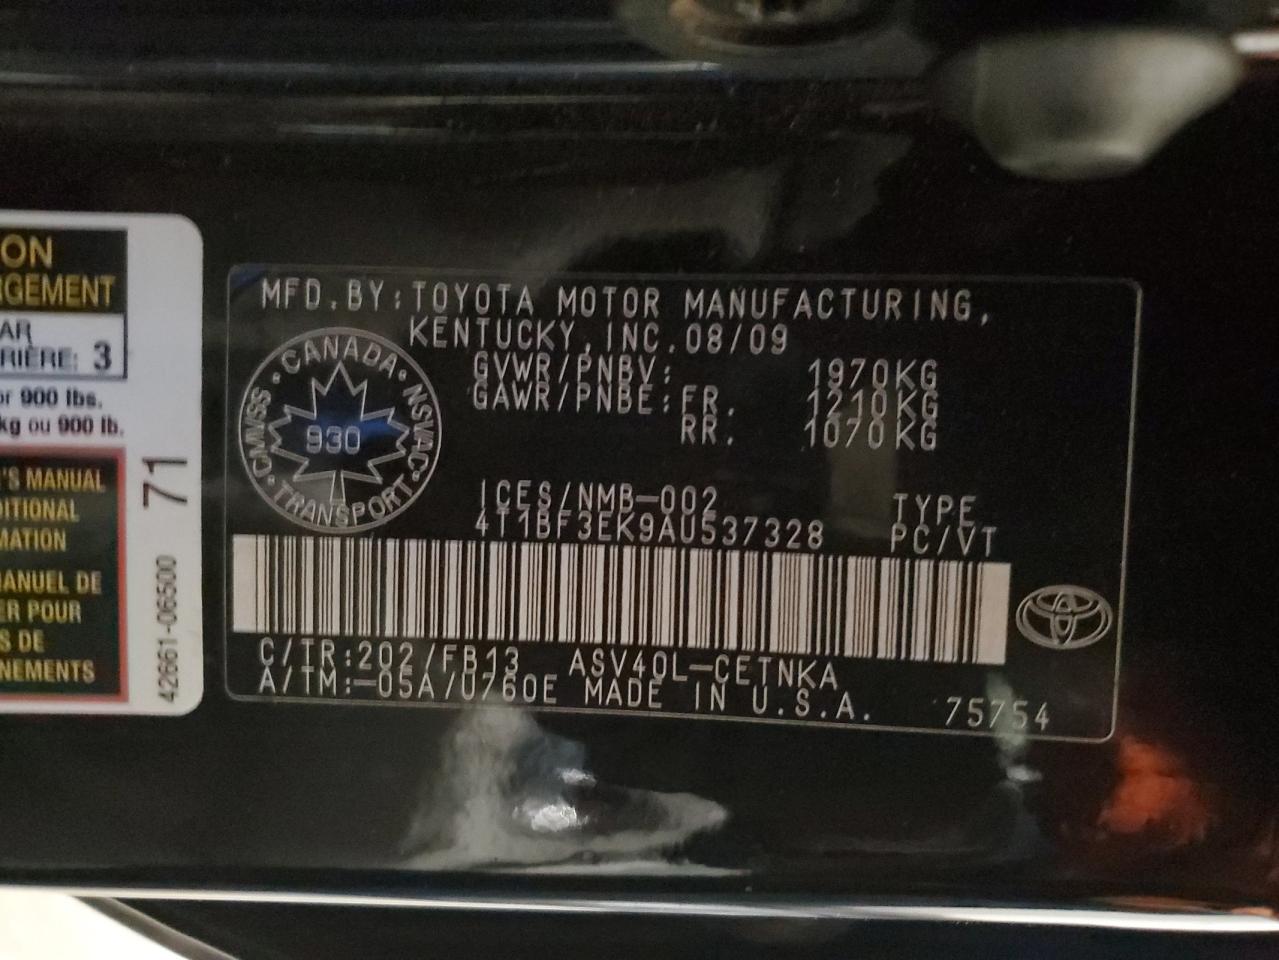 ON
RGEMENT
AR
RIÈRE: 3
or 900 lbs.
kg ou 900 lb.
'S MANUAL
DITIONAL
MATION
MANUEL DE
ER POUR
S DE
NEMENTS
71
42661-06500
MFD.BY:TOYOTA MOTOR MANUFACTURING,
KENTUCKY, INC.08/09
GVWR/PNBV: 1970KG
GAWR/PNBE:FR. 1210KG
RR. 1070KG
CANADA · NSVAC · TRANSPORT · CMVSS ·
930
ICES/NMB-002 TYPE
4T1BF3EK9AU537328 PC/VT
C/TR:202/FB13 ASV40L-CETNKA
A/TM:-05A/U760E MADE IN U.S.A. 75754